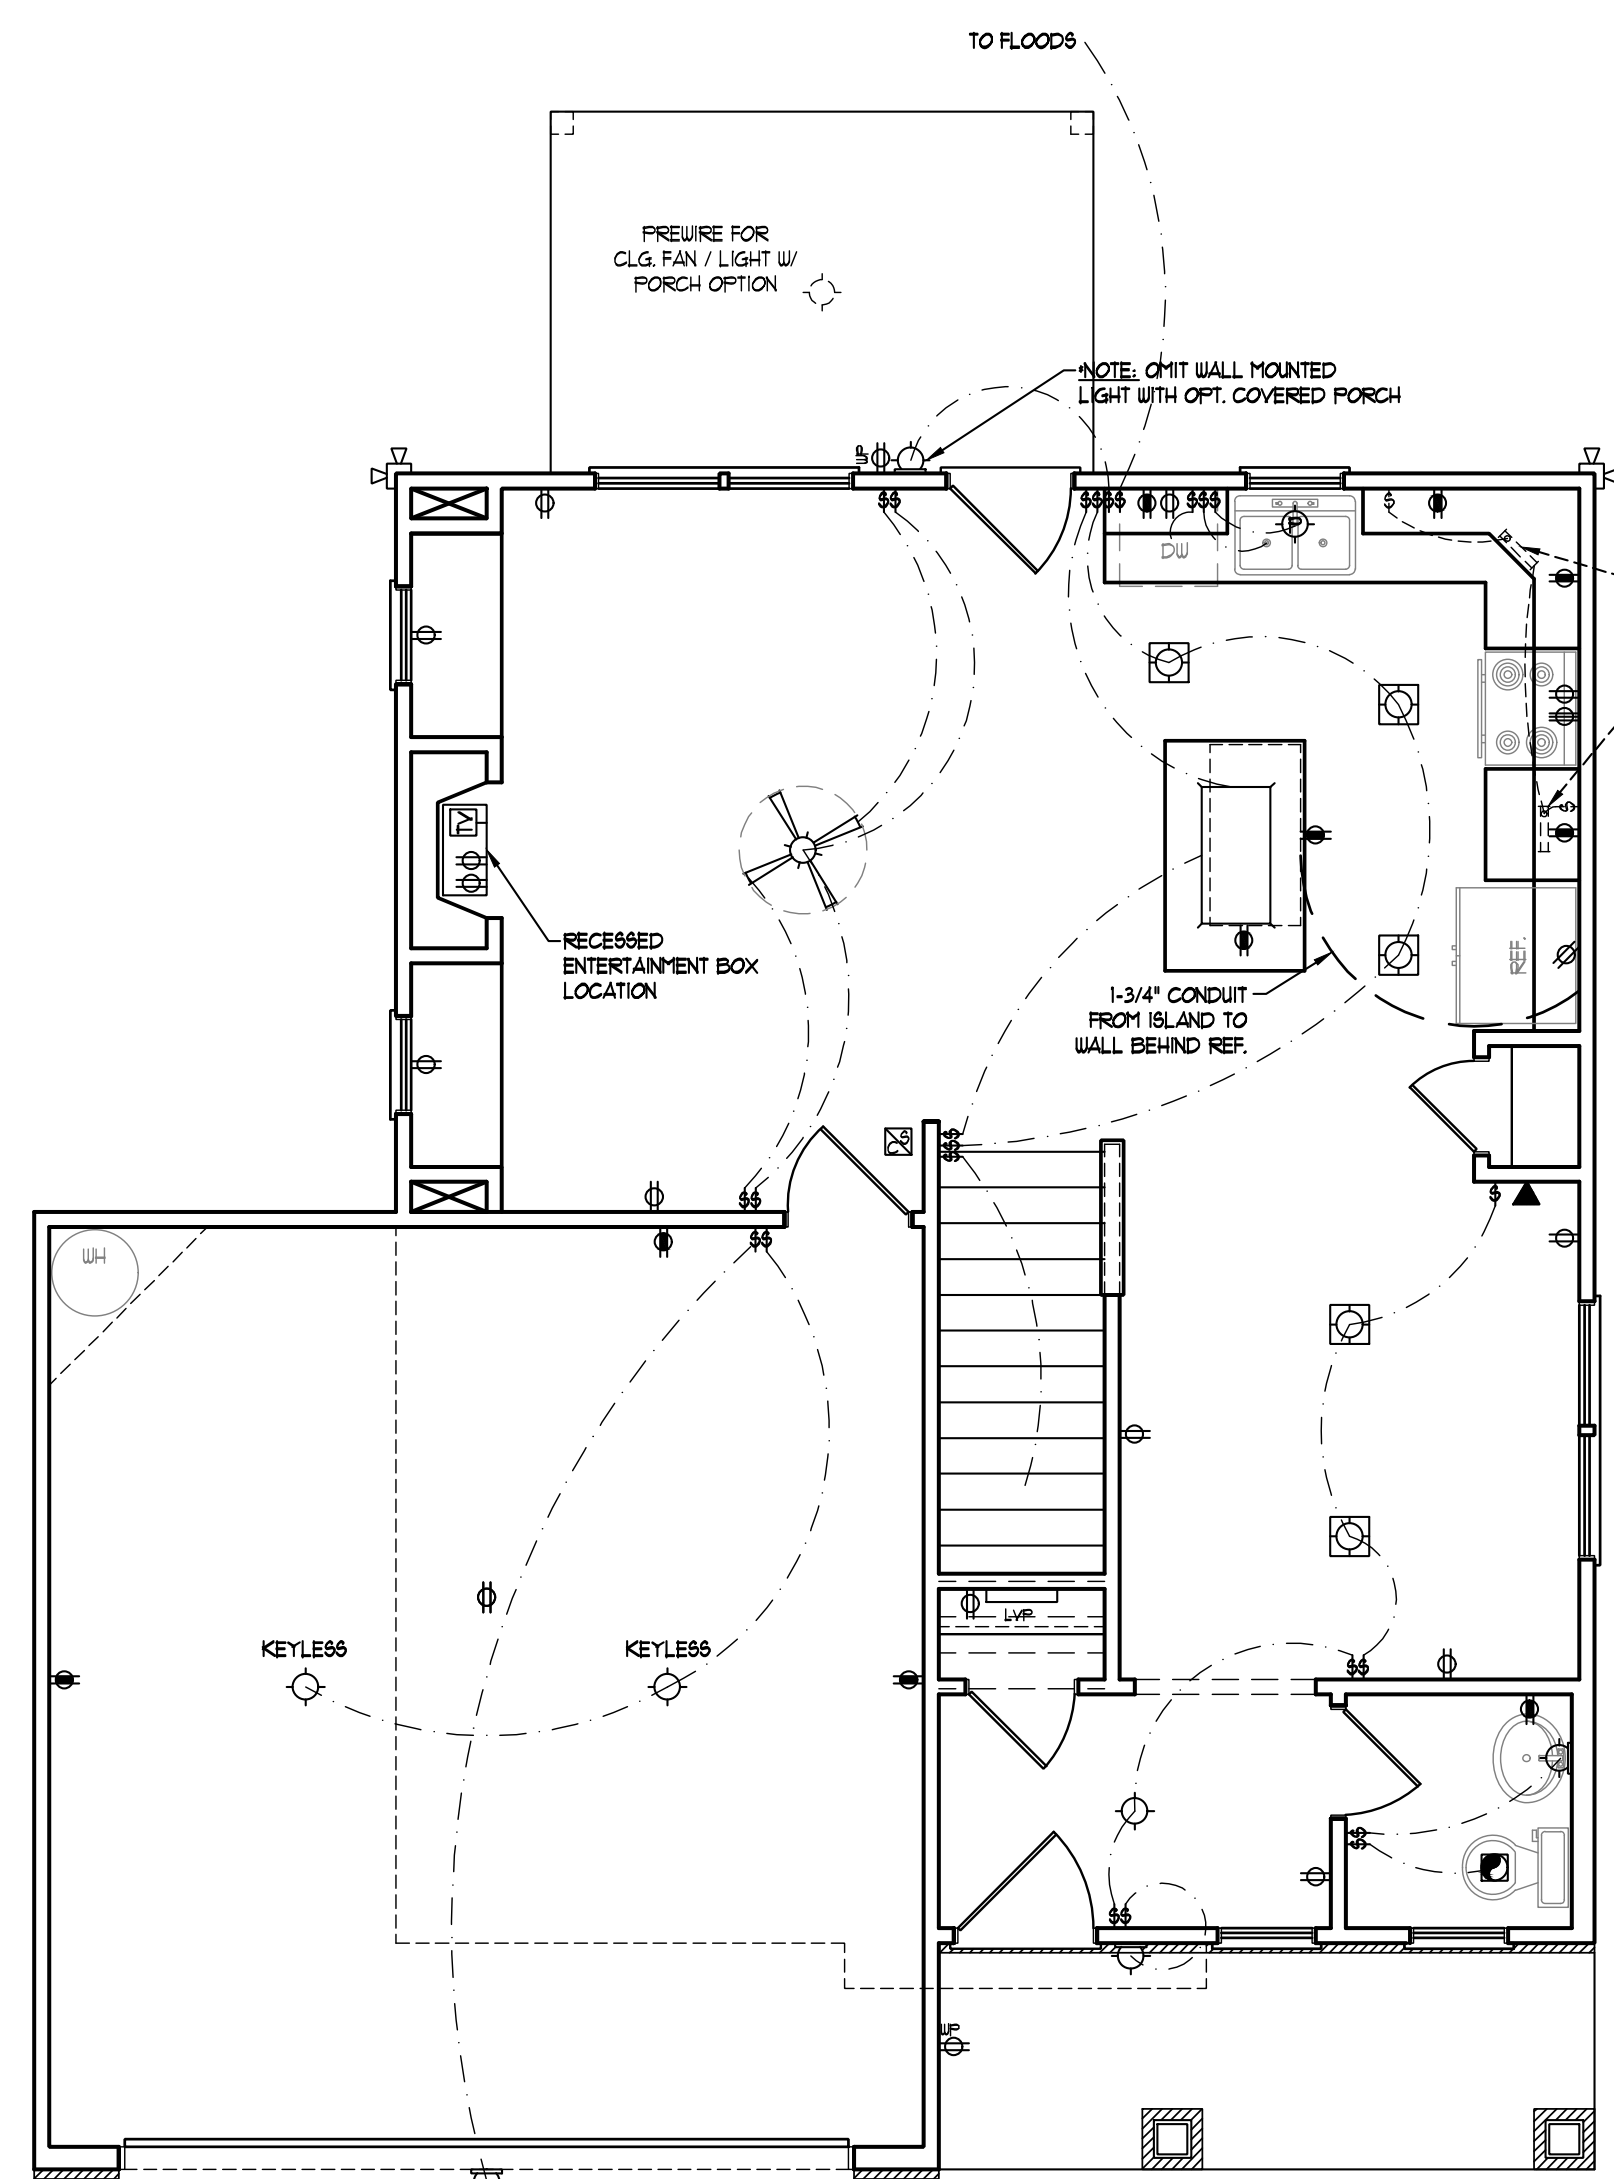 TO FLOODS
PREWIRE FOR
CLG. FAN / LIGHT W/
PORCH OPTION
*NOTE: OMIT WALL MOUNTED
LIGHT WITH OPT. COVERED PORCH
WP
$$
$$$$
$$$
$
P
DW
TV
$
RECESSED
ENTERTAINMENT BOX
LOCATION
REF.
1-3/4" CONDUIT
FROM ISLAND TO
WALL BEHIND REF.
S
C
$$$
$$
$
$$
WH
LVP
KEYLESS
KEYLESS
$$
$$
$$
WP